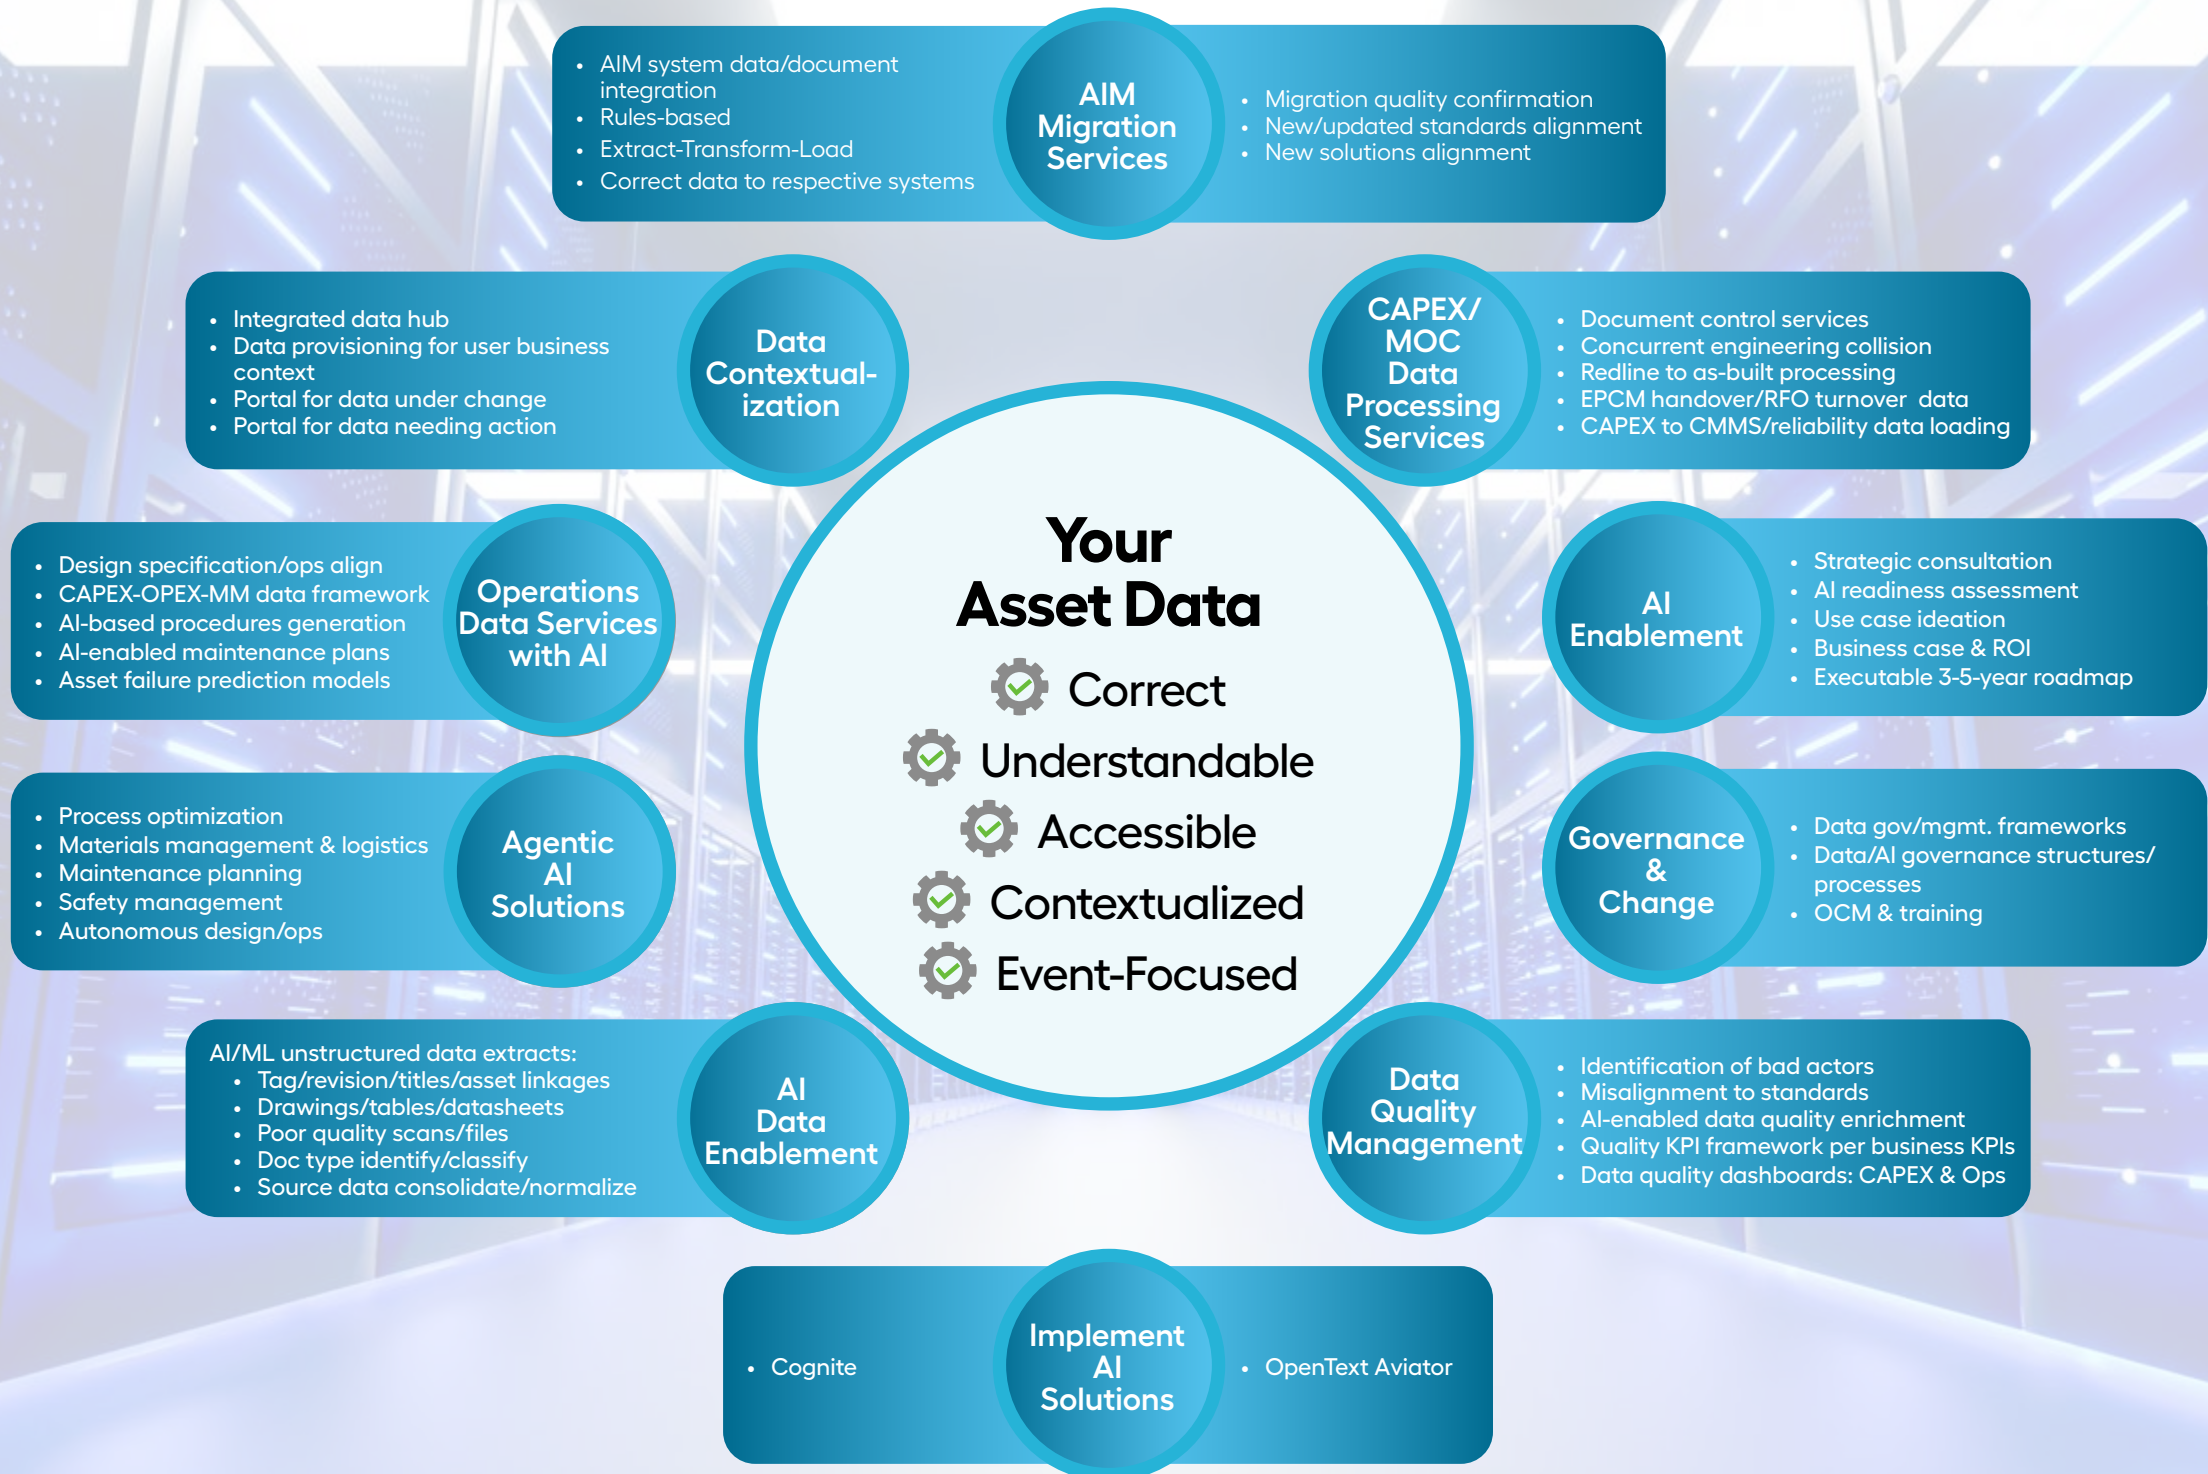 • AIM system data/document
integration
• Rules-based
• Extract-Transform-Load
• Correct data to respective systems
AIM
Migration
Services
• Migration quality confirmation
• New/updated standards alignment
• New solutions alignment
• Integrated data hub
• Data provisioning for user business
context
• Portal for data under change
• Portal for data needing action
Data
Contextual-
ization
CAPEX/
MOC
Data
Processing
Services
• Document control services
• Concurrent engineering collision
• Redline to as-built processing
• EPCM handover/RFO turnover data
• CAPEX to CMMS/reliability data loading
• Design specification/ops align
• CAPEX-OPEX-MM data framework
• AI-based procedures generation
• AI-enabled maintenance plans
• Asset failure prediction models
Operations
Data Services
with AI
Your
Asset Data
Correct
Understandable
Accessible
Contextualized
Event-Focused
AI
Enablement
• Strategic consultation
• AI readiness assessment
• Use case ideation
• Business case & ROI
• Executable 3-5-year roadmap
• Process optimization
• Materials management & logistics
• Maintenance planning
• Safety management
• Autonomous design/ops
Agentic
AI
Solutions
Governance
&
Change
• Data gov/mgmt. frameworks
• Data/AI governance structures/
processes
• OCM & training
AI/ML unstructured data extracts:
• Tag/revision/titles/asset linkages
• Drawings/tables/datasheets
• Poor quality scans/files
• Doc type identify/classify
• Source data consolidate/normalize
AI
Data
Enablement
Data
Quality
Management
• Identification of bad actors
• Misalignment to standards
• AI-enabled data quality enrichment
• Quality KPI framework per business KPIs
• Data quality dashboards: CAPEX & Ops
• Cognite
Implement
AI
Solutions
• OpenText Aviator